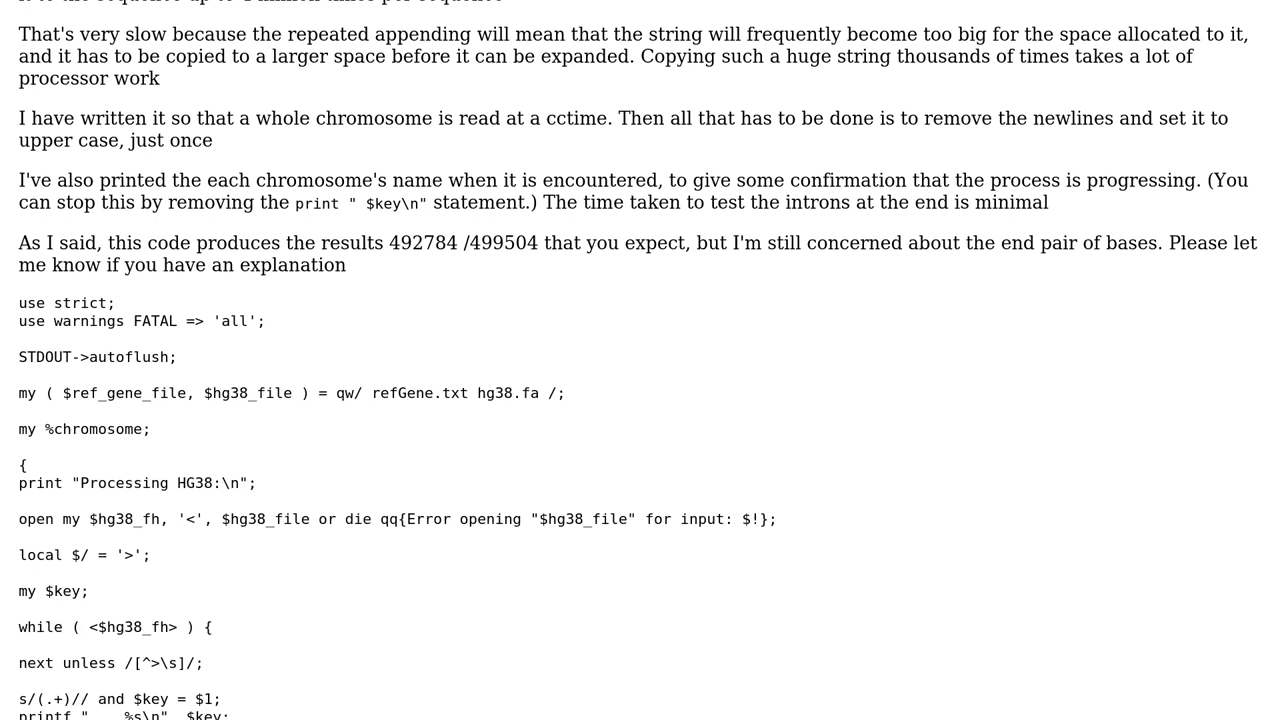 That's very slow because the repeated appending will mean that the string will frequently become too big for the space allocated to it,
and it has to be copied to a larger space before it can be expanded. Copying such a huge string thousands of times takes a lot of
processor work
I have written it so that a whole chromosome is read at a cctime. Then all that has to be done is to remove the newlines and set it to
upper case, just once
I've also printed the each chromosome's name when it is encountered, to give some confirmation that the process is progressing. (You
can stop this by removing the print " $key\n" statement.) The time taken to test the introns at the end is minimal
As I said, this code produces the results 492784 /499504 that you expect, but I'm still concerned about the end pair of bases. Please let
me know if you have an explanation
use strict;
use warnings FATAL => 'all';
STDOUT->autoflush;
my ( $ref_gene_file, $hg38_file ) = qw/ refGene.txt hg38.fa /;
my %chromosome;
{
print "Processing HG38:\n";
open my $hg38_fh, '<', $hg38_file or die qq{Error opening "$hg38_file" for input: $!};
local $/ = '>';
my $key;
while ( <$hg38_fh> ) {
next unless /[^>\s]/;
s/(.+)// and $key = $1;
printf "    %s\n", $key;